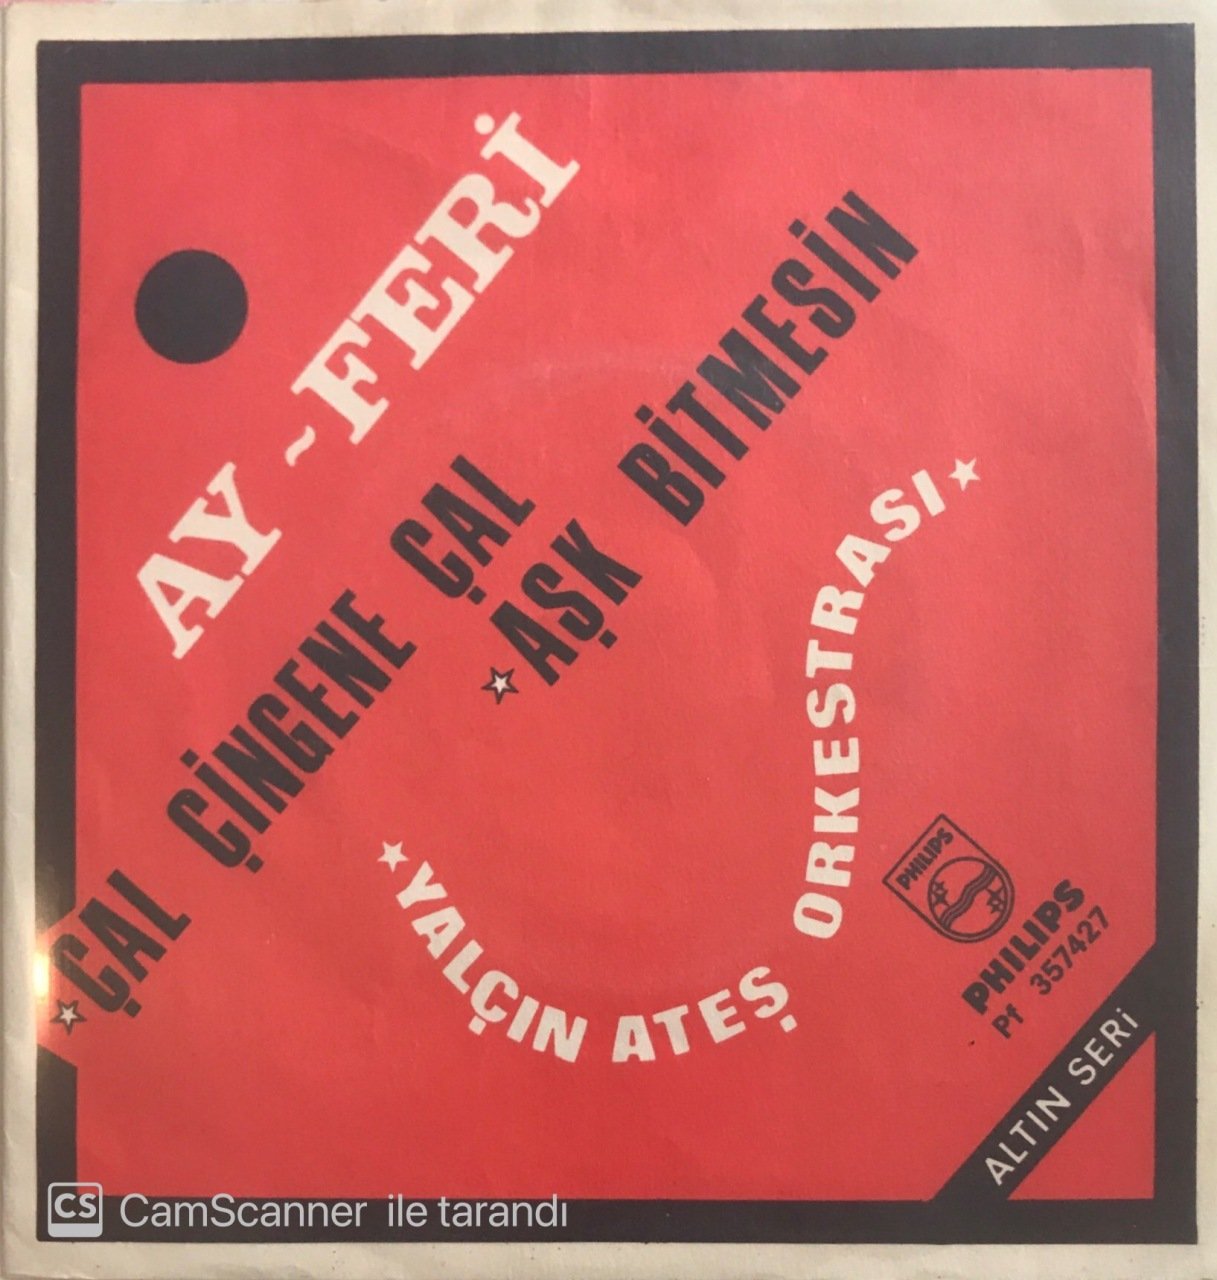 AY-FERİ
★ÇAL ÇİNGENE ÇAL
★AŞK BİTMESİN
★YALÇIN ATEŞ ORKESTRASI★
PHILIPS
PHILIPS
Pf 357427
ALTIN SERİ
CS CamScanner ile tarandı